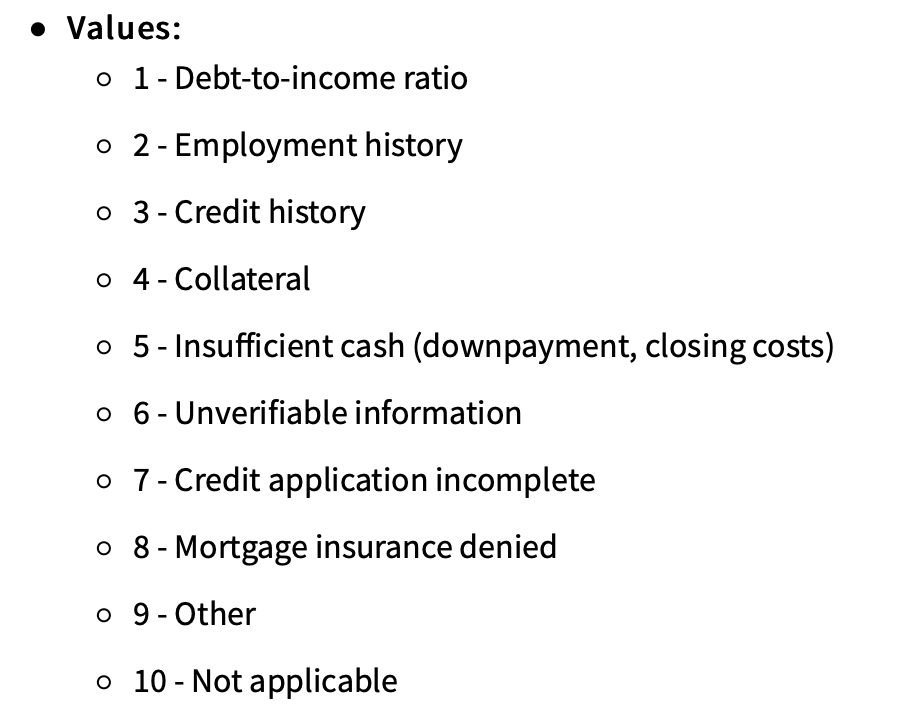 Values:
1 - Debt-to-income ratio
2 - Employment history
3 - Credit history
4 - Collateral
5 - Insufficient cash (downpayment, closing costs)
6 - Unverifiable information
7 - Credit application incomplete
8 - Mortgage insurance denied
9 - Other
10 - Not applicable